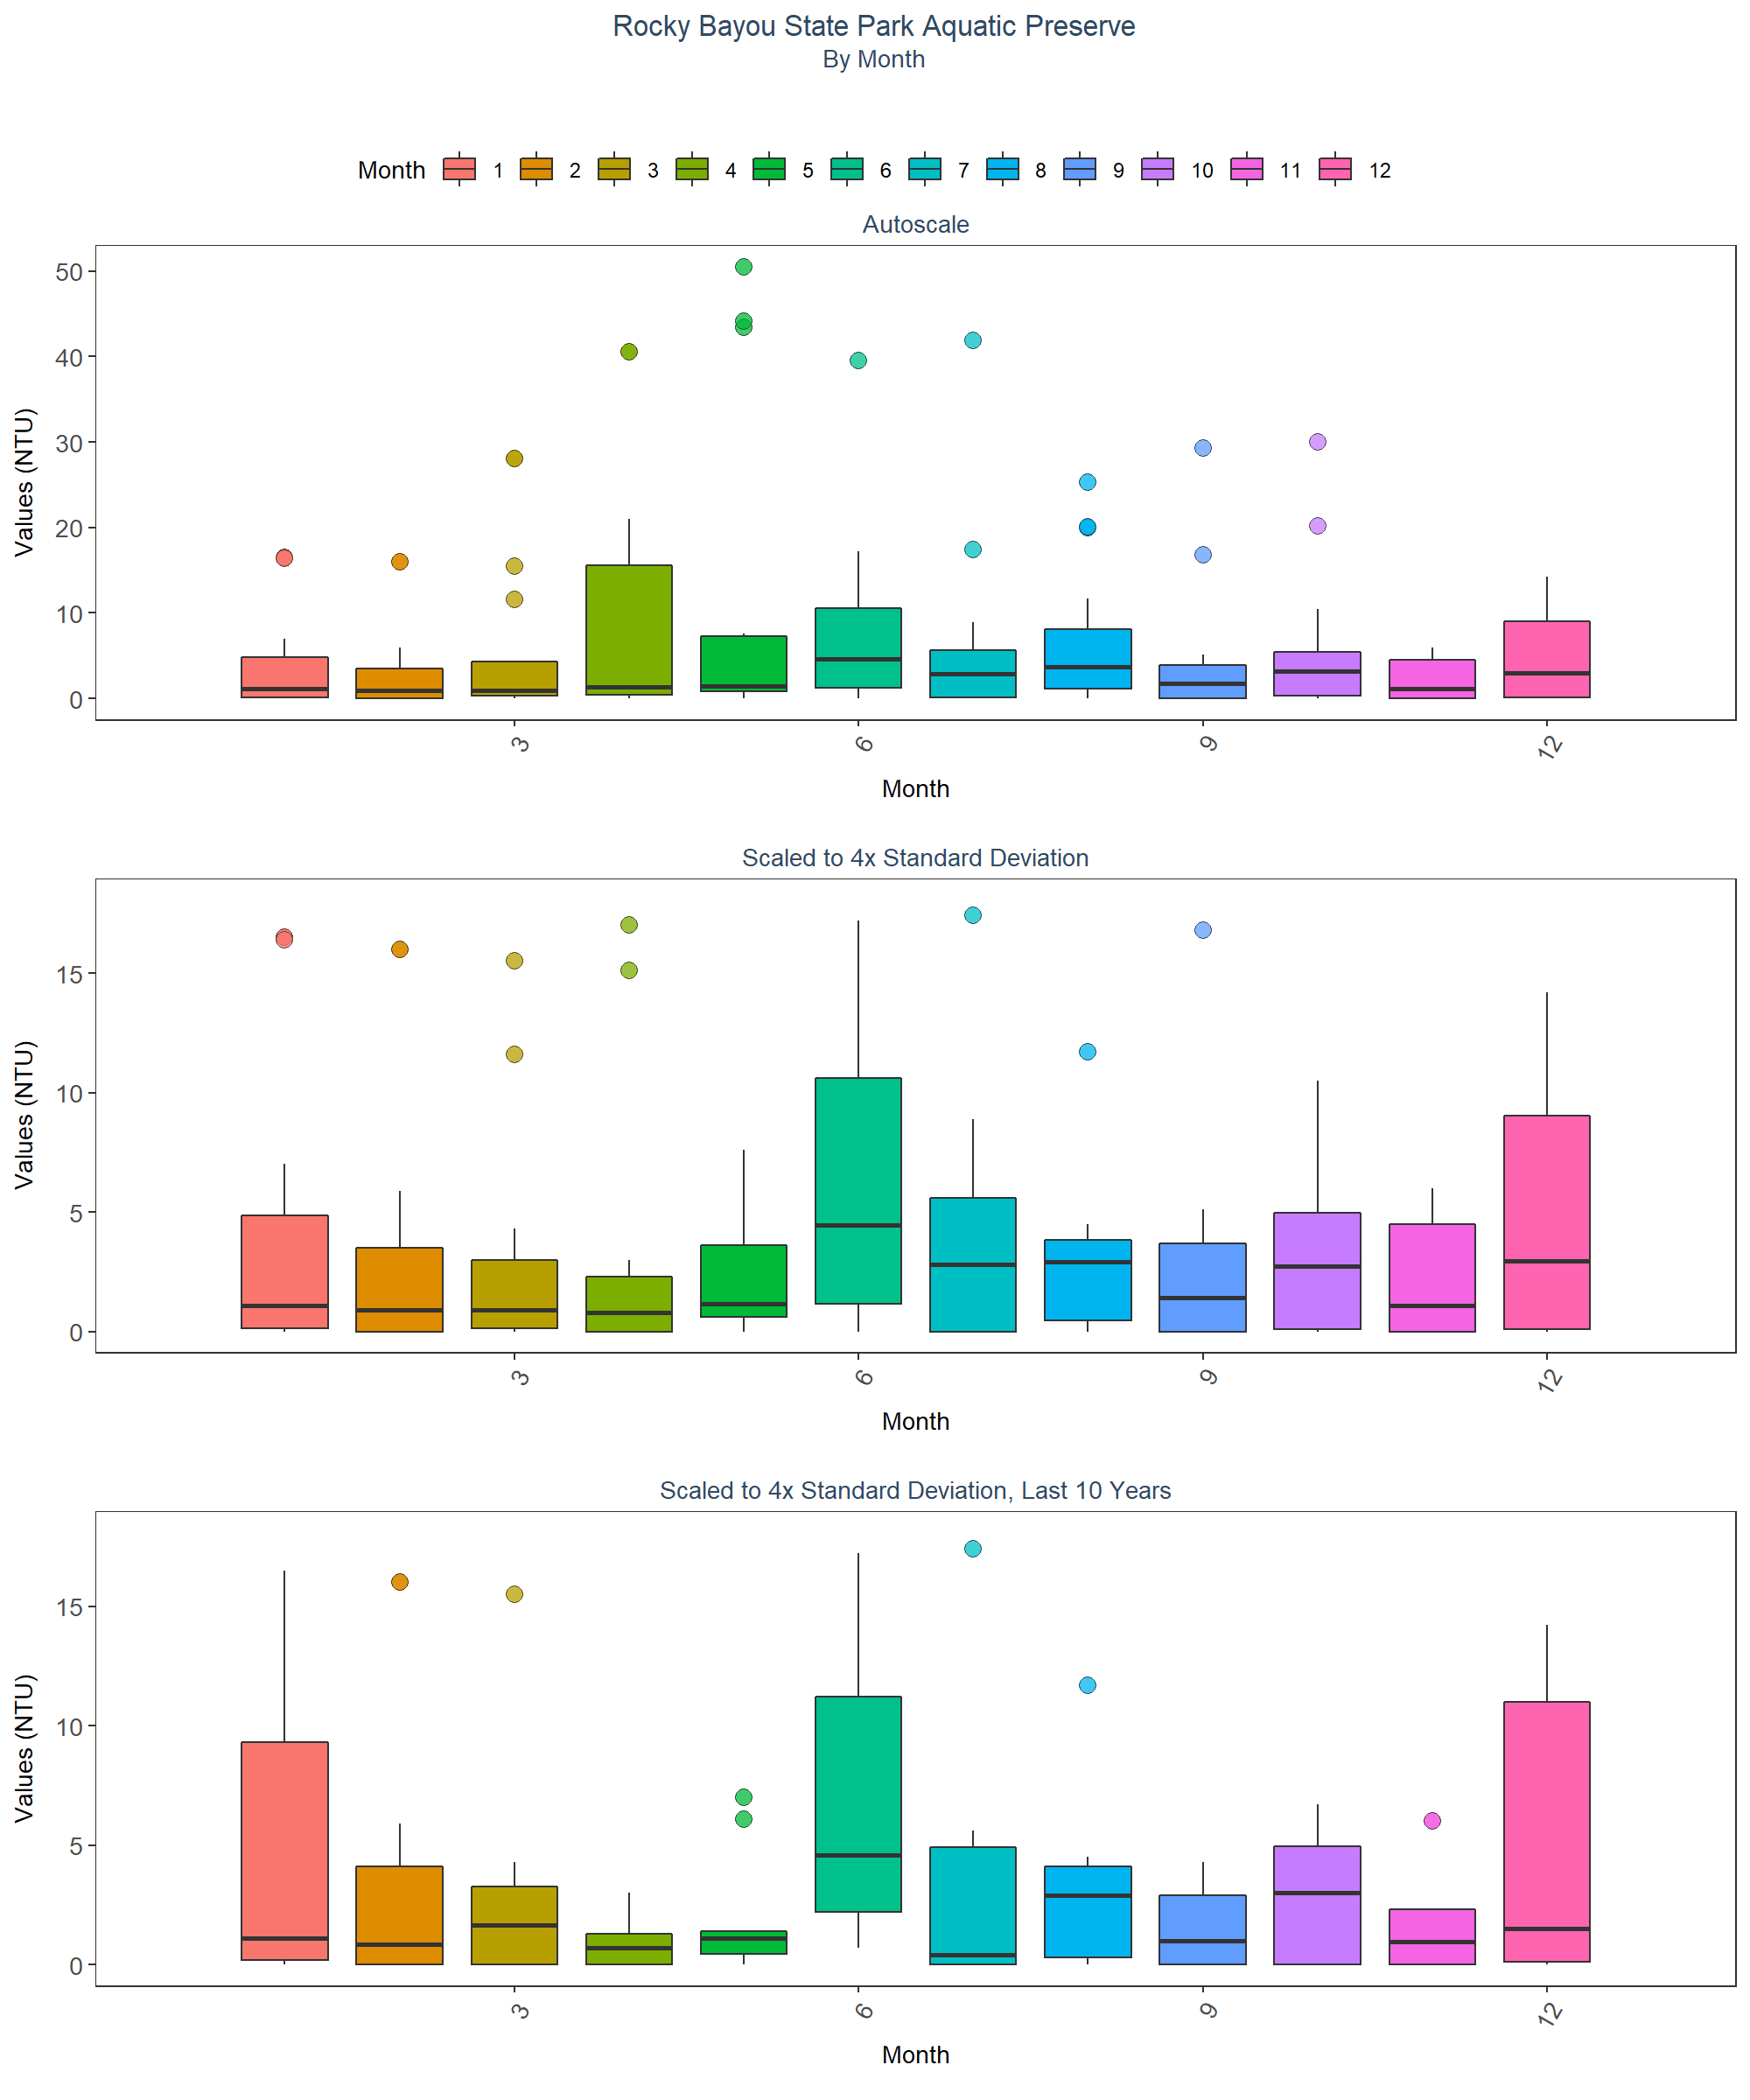 Rocky Bayou State Park Aquatic Preserve
By Month
Month 1 2 3 4 5 6 7 8 9 10 11 12
Autoscale
Values (NTU)
50
40
30
20
10
0
3 6 9 12
Month
Scaled to 4x Standard Deviation
Values (NTU)
15
10
5
0
3 6 9 12
Month
Scaled to 4x Standard Deviation, Last 10 Years
Values (NTU)
15
10
5
0
3 6 9 12
Month